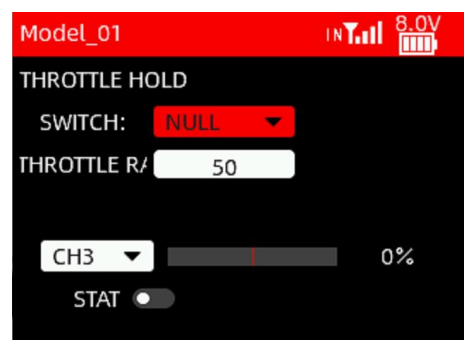 Model_01 IN 8.0V
THROTTLE HOLD
SWITCH: NULL
THROTTLE RA 50
CH3 0%
STAT